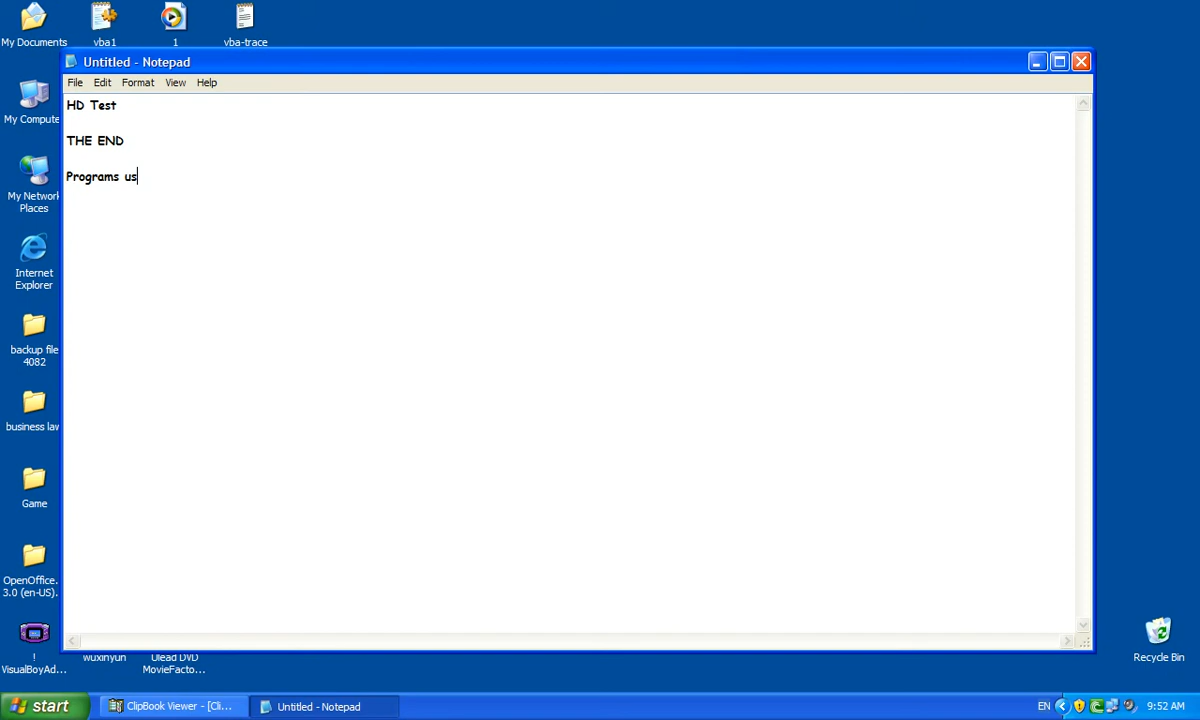 My Documents
vba1
1
vba-trace
Untitled - Notepad
File Edit Format View Help
HD Test
THE END
Programs us
My Compute
My Network
Places
Internet
Explorer
backup file
4082
business law
Game
OpenOffice.
3.0 (en-US).
!
VisualBoyAd...
wuxinyun
Ulead DVD
MovieFacto...
Recycle Bin
start
ClipBook Viewer - [Cli...
Untitled - Notepad
EN
9:52 AM